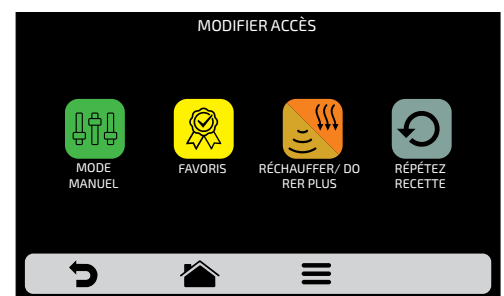 MODIFIER ACCÈS
MODE
MANUEL
FAVORIS
RÉCHAUFFER/ DO
RER PLUS
RÉPÉTEZ
RECETTE